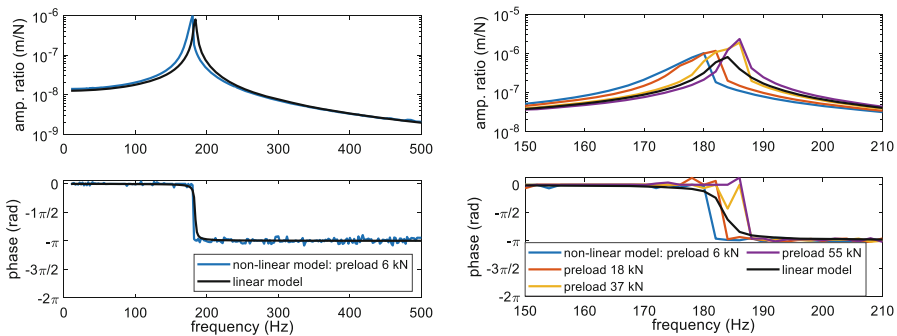 amp. ratio (m/N)
10^-6
10^-7
10^-8
10^-9
0 100 200 300 400 500
phase (rad)
0
-1π/2
-π
-3π/2
-2π
non-linear model: preload 6 kN
linear model
0 100 200 300 400 500
frequency (Hz)
amp. ratio (m/N)
10^-5
10^-6
10^-7
10^-8
150 160 170 180 190 200 210
phase (rad)
0
-π/2
-π
-3π/2
-2π
non-linear model: preload 6 kN
preload 18 kN
preload 37 kN
preload 55 kN
linear model
150 160 170 180 190 200 210
frequency (Hz)